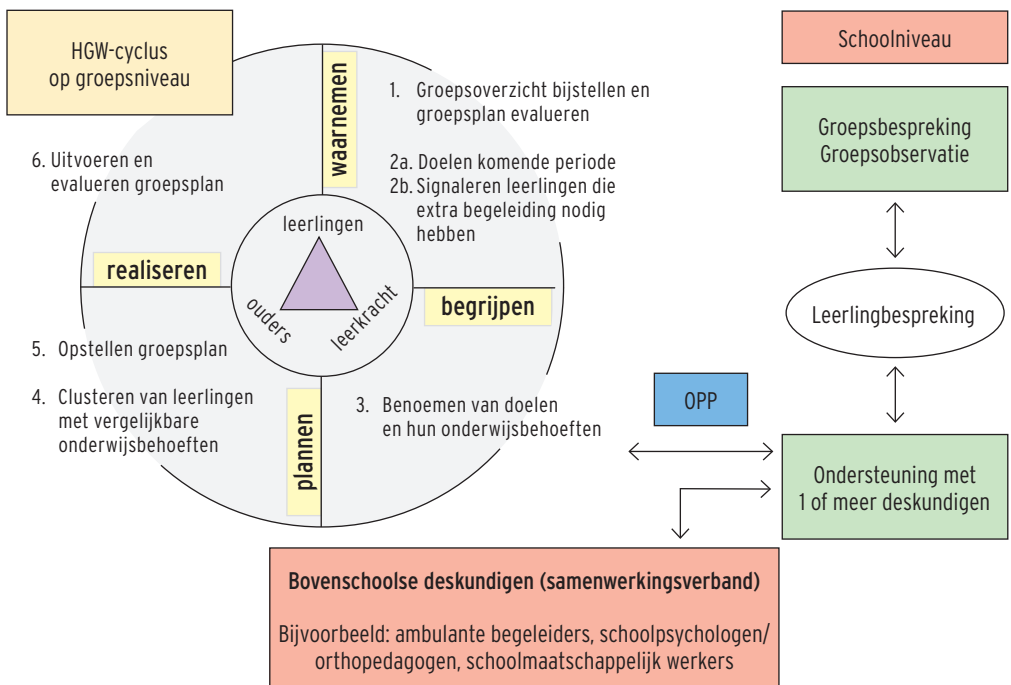 HGW-cyclus
op groepsniveau
waarnemen
1. Groepsoverzicht bijstellen en
groepsplan evalueren
2a. Doelen komende periode
2b. Signaleren leerlingen die
extra begeleiding nodig
hebben
begrijpen
3. Benoemen van doelen
en hun onderwijsbehoeften
plannen
4. Clusteren van leerlingen
met vergelijkbare
onderwijsbehoeften
5. Opstellen groepsplan
realiseren
6. Uitvoeren en
evalueren groepsplan
leerlingen
ouders
leerkracht
Schoolniveau
Groepsbespreking
Groepsobservatie
Leerlingbespreking
OPP
Ondersteuning met
1 of meer deskundigen
Bovenschoolse deskundigen (samenwerkingsverband)
Bijvoorbeeld: ambulante begeleiders, schoolpsychologen/
orthopedagogen, schoolmaatschappelijk werkers